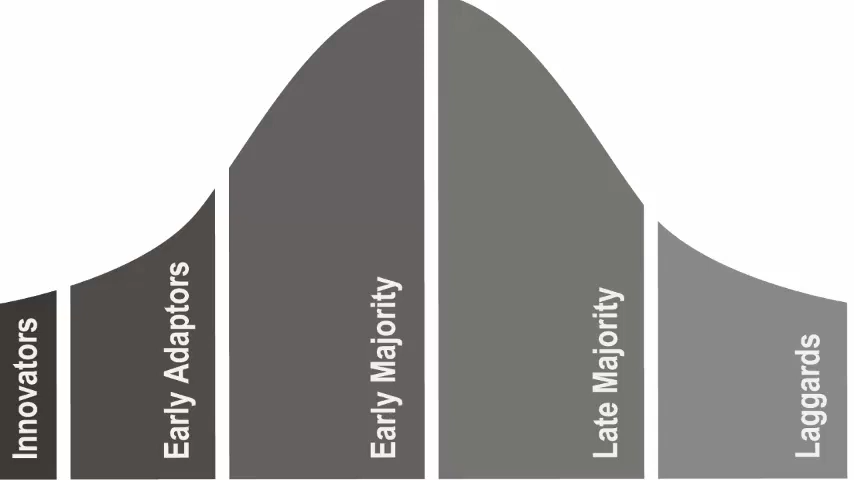 Innovators
Early Adaptors
Early Majority
Late Majority
Laggards